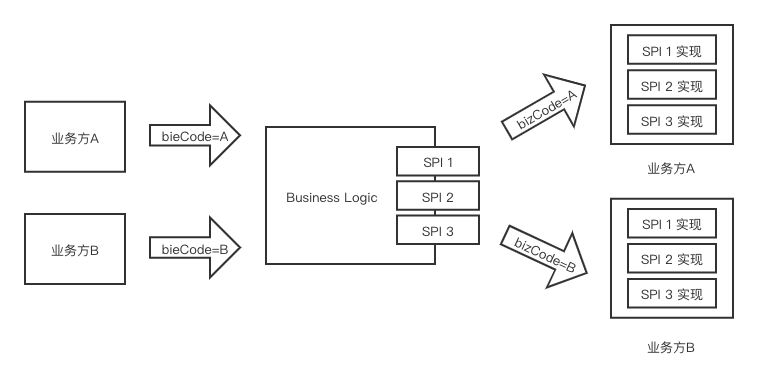 业务方A
bieCode=A
业务方B
bieCode=B
Business Logic
SPI 1
SPI 2
SPI 3
bizCode=A
bizCode=B
SPI 1 实现
SPI 2 实现
SPI 3 实现
业务方A
SPI 1 实现
SPI 2 实现
SPI 3 实现
业务方B